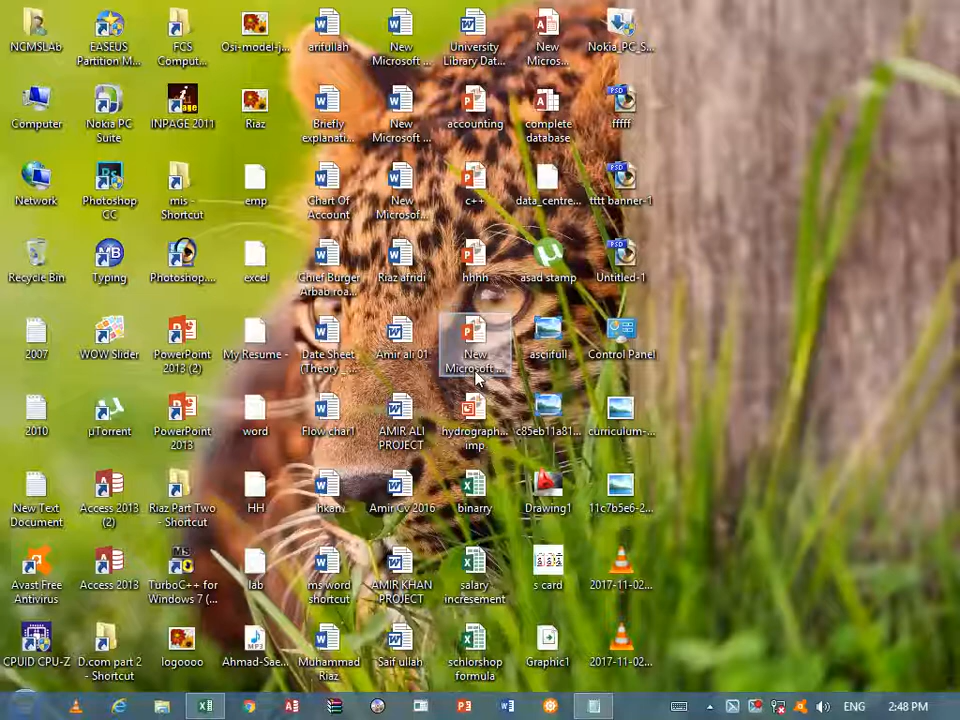 NCMSLAb
EASEUS
Partition M...
FCS
Comput...
Osi-model-j...
arifullah
New
Microsoft ...
University
Library Dat...
New
Micros...
Nokia_PC_S...
Computer
Nokia PC
Suite
INPAGE 2011
Riaz
Briefly
explanati...
New
Microsoft ...
accounting
complete
database
fffff
Network
Photoshop
CC
mis -
Shortcut
emp
Chart Of
Account
New
Microsof...
c++
data_centre...
tttt banner-1
Recycle Bin
Typing
Photoshop....
excel
Chief Burger
Arbab roa...
Riaz afridi
hhhh
asad stamp
Untitled-1
2007
WOW Slider
PowerPoint
2013 (2)
My Resume -
Date Sheet
(Theory_...
Amir ali 01
New
Microsoft ...
asciifull
Control Panel
2010
µTorrent
PowerPoint
2013
word
Flow char1
AMIR ALI
PROJECT
hydrograph...
imp
c85eb11a81...
curriculum-...
New Text
Document
Access 2013
(2)
Riaz Part Two
- Shortcut
HH
hkam
Amir Cv 2016
binarry
Drawing1
11c7b5e6-2...
Avast Free
Antivirus
Access 2013
TurboC++ for
Windows 7 (...
lab
ms word
shortcut
AMIR KHAN
PROJECT
salary
incresement
s card
2017-11-02...
CPUID CPU-Z
D.com part 2
- Shortcut
logoooo
Ahmad-Sae...
Muhammad
Riaz
Saif ullah
schlorshop
formula
Graphic1
2017-11-02...
ENG
2:48 PM